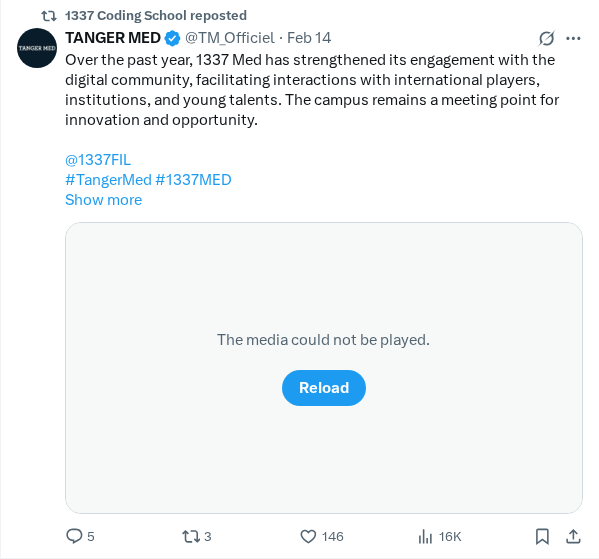 1337 Coding School reposted
TANGER MED @TM_Officiel · Feb 14
TANGER MED
Over the past year, 1337 Med has strengthened its engagement with the
digital community, facilitating interactions with international players,
institutions, and young talents. The campus remains a meeting point for
innovation and opportunity.
@1337FIL
#TangerMed #1337MED
Show more
The media could not be played.
Reload
5 3 146 16K